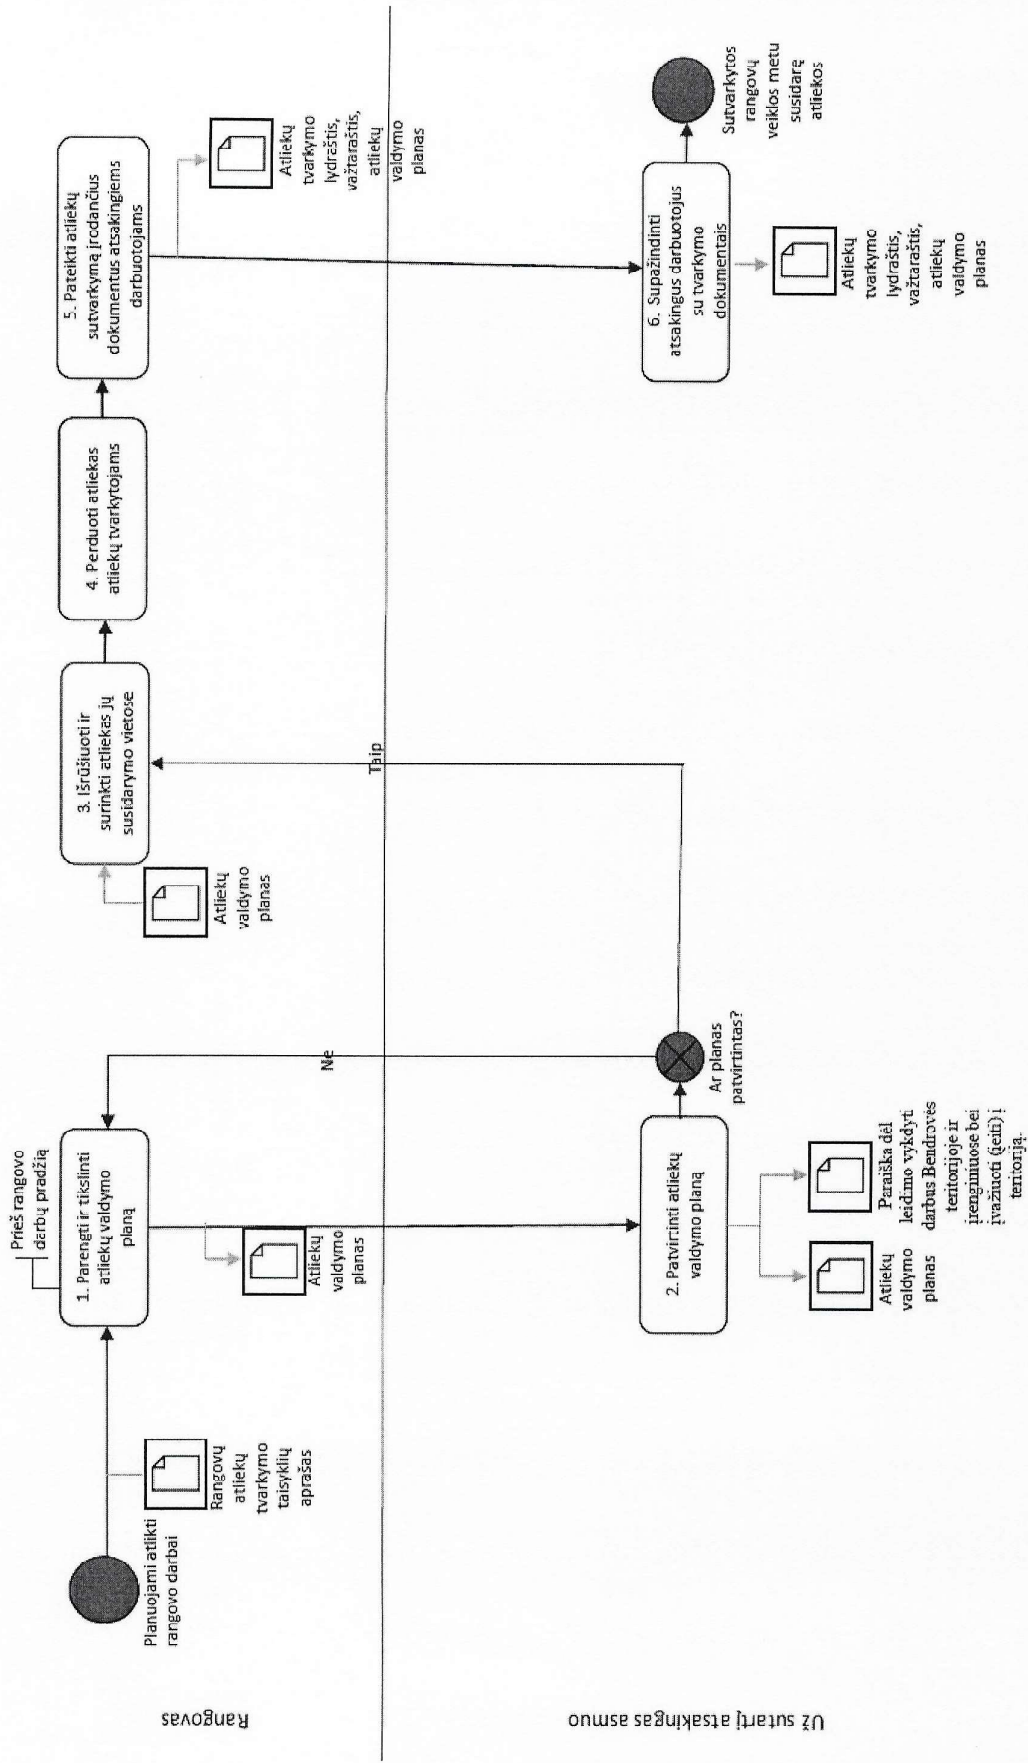 Rangovas
Planuojami atlikti
rangovo darbai
Rangovų
atliekų
tvarkymo
taisyklių
aprašas
Prieš rangovo
darbų pradžią
1. Parengti ir tikslinti
atliekų valdymo
planą
Atliekų
valdymo
planas
Ne
Atliekų
valdymo
planas
3. Išrūšiuoti ir
surinkti atliekas jų
susidarymo vietose
Taip
4. Perduoti atliekas
atliekų tvarkytojams
5. Pateikti atliekų
sutvarkymą įrodančius
dokumentus atsakingiems
darbuotojams
Atliekų
tvarkymo
lydraštis,
važtaraštis,
atliekų
valdymo
planas
Už sutartį atsakingas asmuo
2. Patvirtinti atliekų
valdymo planą
Atliekų
valdymo
planas
Paraiška dėl
leidimo vykdyti
darbus Bendrovės
teritorijoje ir
įrenginiuose bei
įvažiuoti (įeiti) į
teritoriją.
Ar planas
patvirtintas?
6. Supažindinti
atsakingus darbuotojus
su tvarkymo
dokumentais
Atliekų
tvarkymo
lydraštis,
važtaraštis,
atliekų
valdymo
planas
Sutvarkytos
rangovų
veiklos metu
susidarę
atliekos